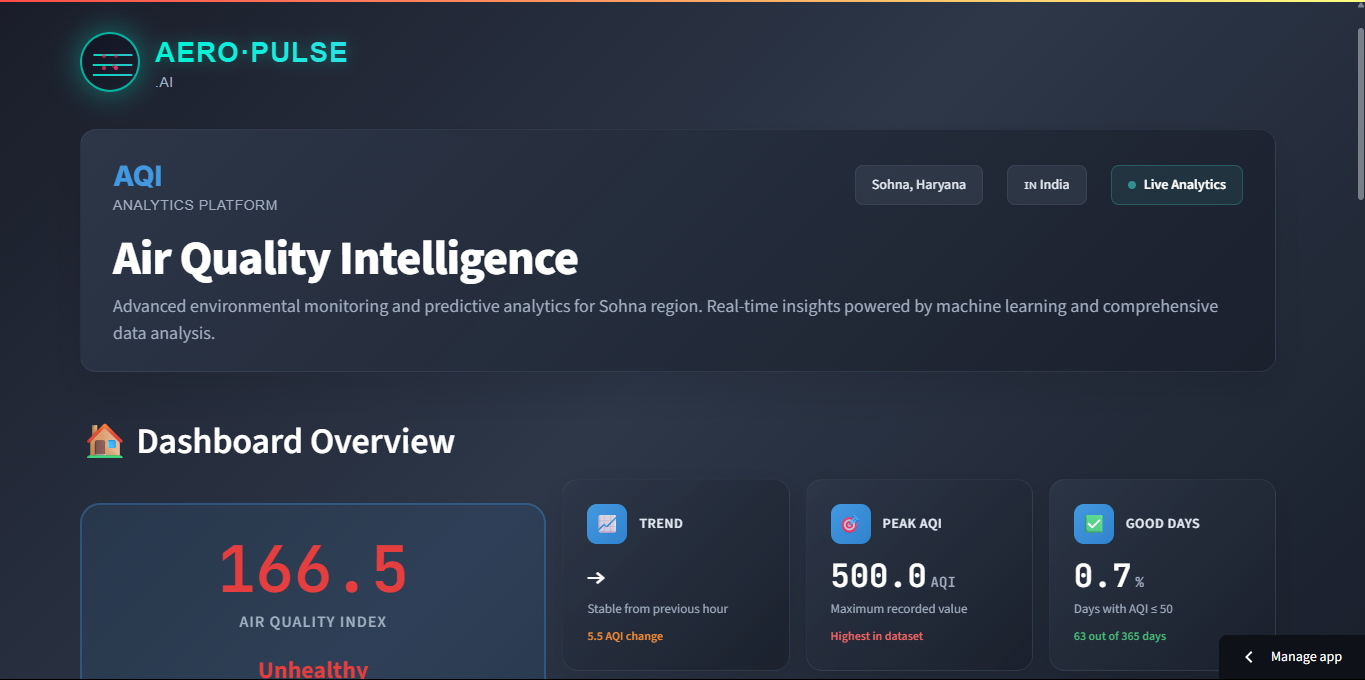 AERO·PULSE
.AI
AQI
ANALYTICS PLATFORM
Sohna, Haryana
IN India
Live Analytics
Air Quality Intelligence
Advanced environmental monitoring and predictive analytics for Sohna region. Real-time insights powered by machine learning and comprehensive
data analysis.
Dashboard Overview
166.5
AIR QUALITY INDEX
Unhealthy
TREND
→
Stable from previous hour
5.5 AQI change
PEAK AQI
500.0 AQI
Maximum recorded value
Highest in dataset
GOOD DAYS
0.7 %
Days with AQI ≤ 50
63 out of 365 days
Manage app